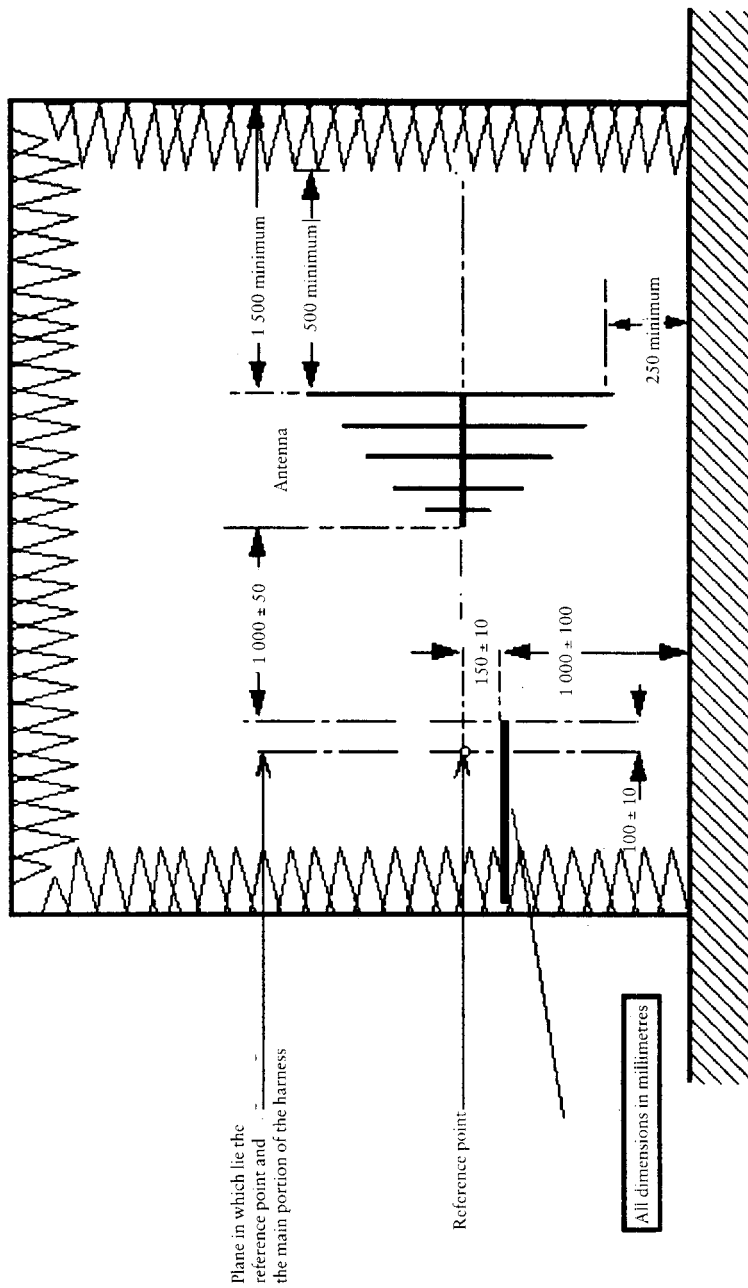 1 500 minimum
500 minimum
Antenna
250 minimum
1 000 ± 50
150 ± 10
1 000 ± 100
100 ± 10
Plane in which lie the
reference point and
the main portion of the harness
Reference point
All dimensions in millimetres